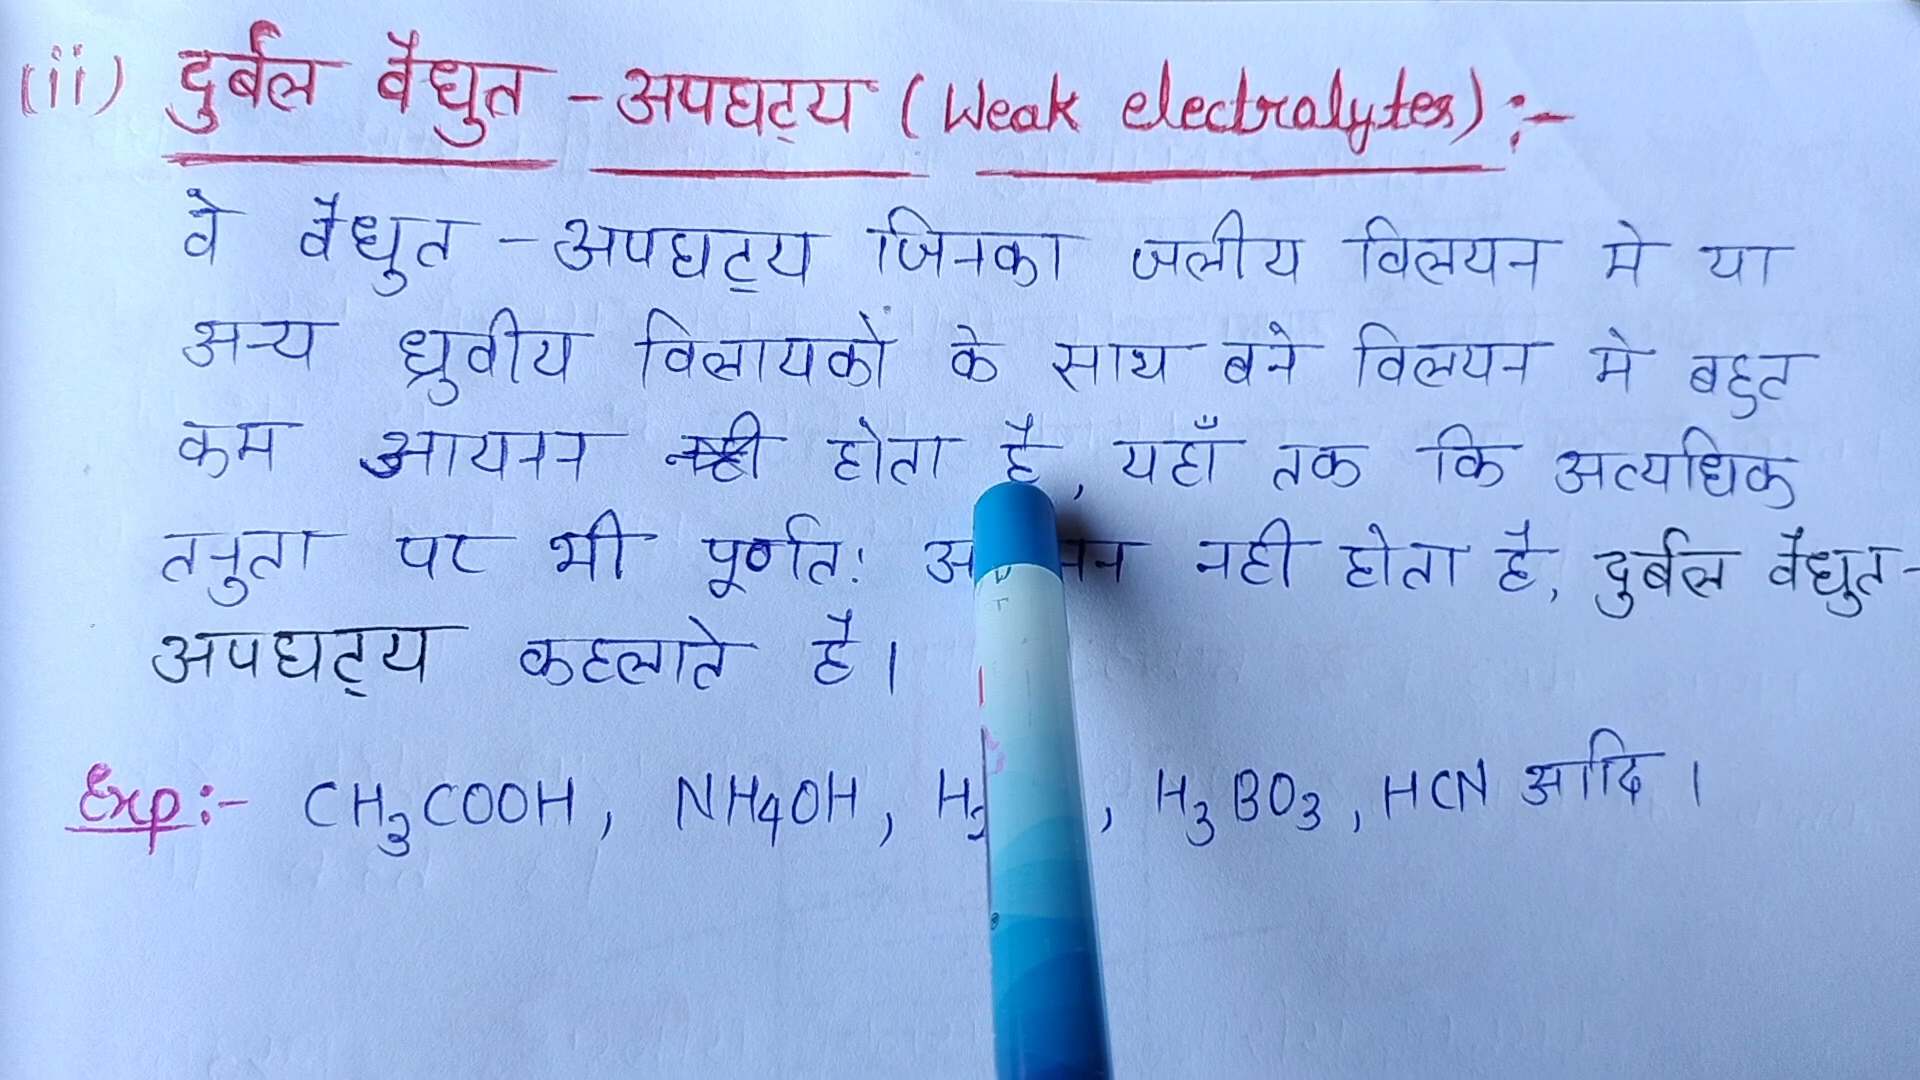 (ii) दुर्बल वैद्युत - अपघट्य (Weak electrolytes) :-
वे वैद्युत - अपघट्य जिनका जलीय विलयन मे या
अन्य ध्रुवीय विलायकों के साथ बने विलयन मे बहुत
कम आयनन होता है, यहाँ तक कि अत्यधिक
तनुता पर भी पूर्णत: नही होता है, दुर्बल वैद्युत -
अपघट्य कहलाते है।
Exp:- CH₃COOH, NH4OH, , H₃BO₃, HCN आदि ।